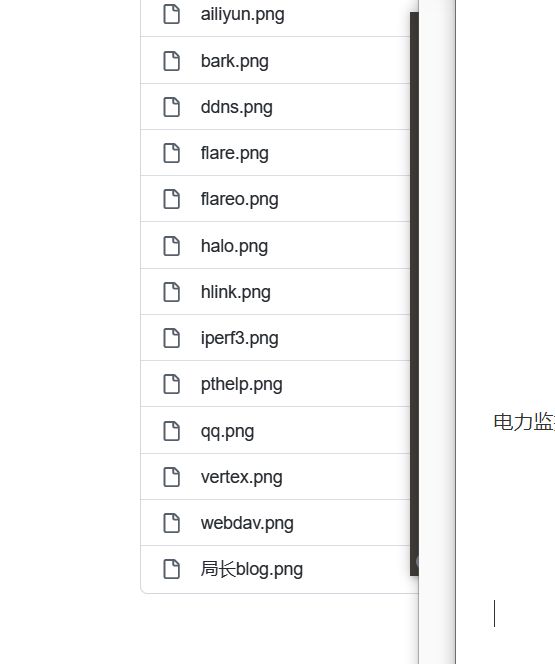 ailiyun.png
bark.png
ddns.png
flare.png
flareo.png
halo.png
hlink.png
iperf3.png
pthelp.png
qq.png
vertex.png
webdav.png
局长blog.png
电力监